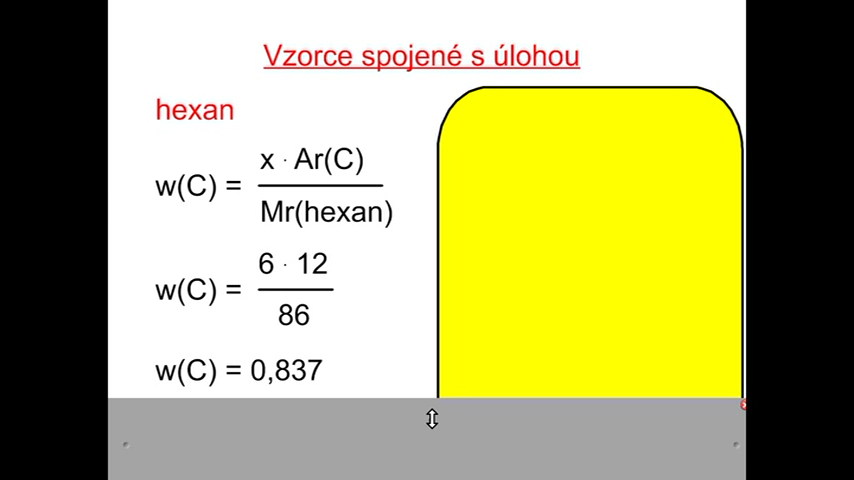 Vzorce spojené s úlohou
hexan
w(C) = x · Ar(C) / Mr(hexan)
w(C) = 6 · 12 / 86
w(C) = 0,837